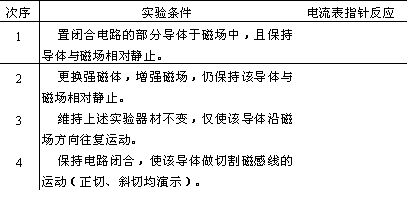 次序 实验条件 电流表指针反应
1 置闭合电路的部分导体于磁场中，且保持
导体与磁场相对静止。
2 更换强磁体，增强磁场，仍保持该导体与
磁场相对静止。
3 维持上述实验器材不变，仅使该导体沿磁
场方向往复运动。
4 保持电路闭合，使该导体做切割磁感线的
运动（正切、斜切均演示）。